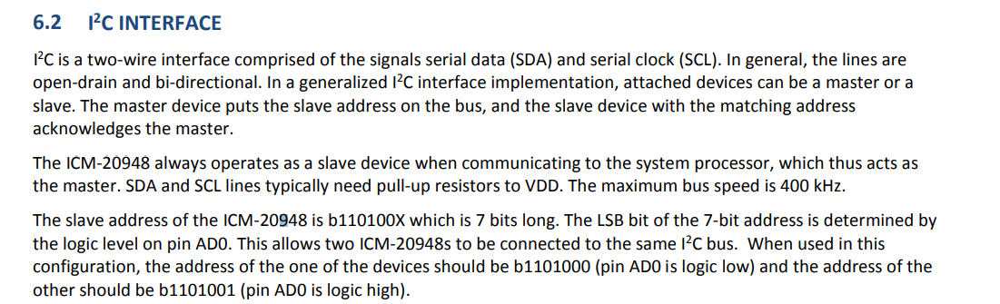 6.2 I²C INTERFACE
I²C is a two-wire interface comprised of the signals serial data (SDA) and serial clock (SCL). In general, the lines are
open-drain and bi-directional. In a generalized I²C interface implementation, attached devices can be a master or a
slave. The master device puts the slave address on the bus, and the slave device with the matching address
acknowledges the master.
The ICM-20948 always operates as a slave device when communicating to the system processor, which thus acts as
the master. SDA and SCL lines typically need pull-up resistors to VDD. The maximum bus speed is 400 kHz.
The slave address of the ICM-20948 is b110100X which is 7 bits long. The LSB bit of the 7-bit address is determined by
the logic level on pin AD0. This allows two ICM-20948s to be connected to the same I²C bus. When used in this
configuration, the address of the one of the devices should be b1101000 (pin AD0 is logic low) and the address of the
other should be b1101001 (pin AD0 is logic high).